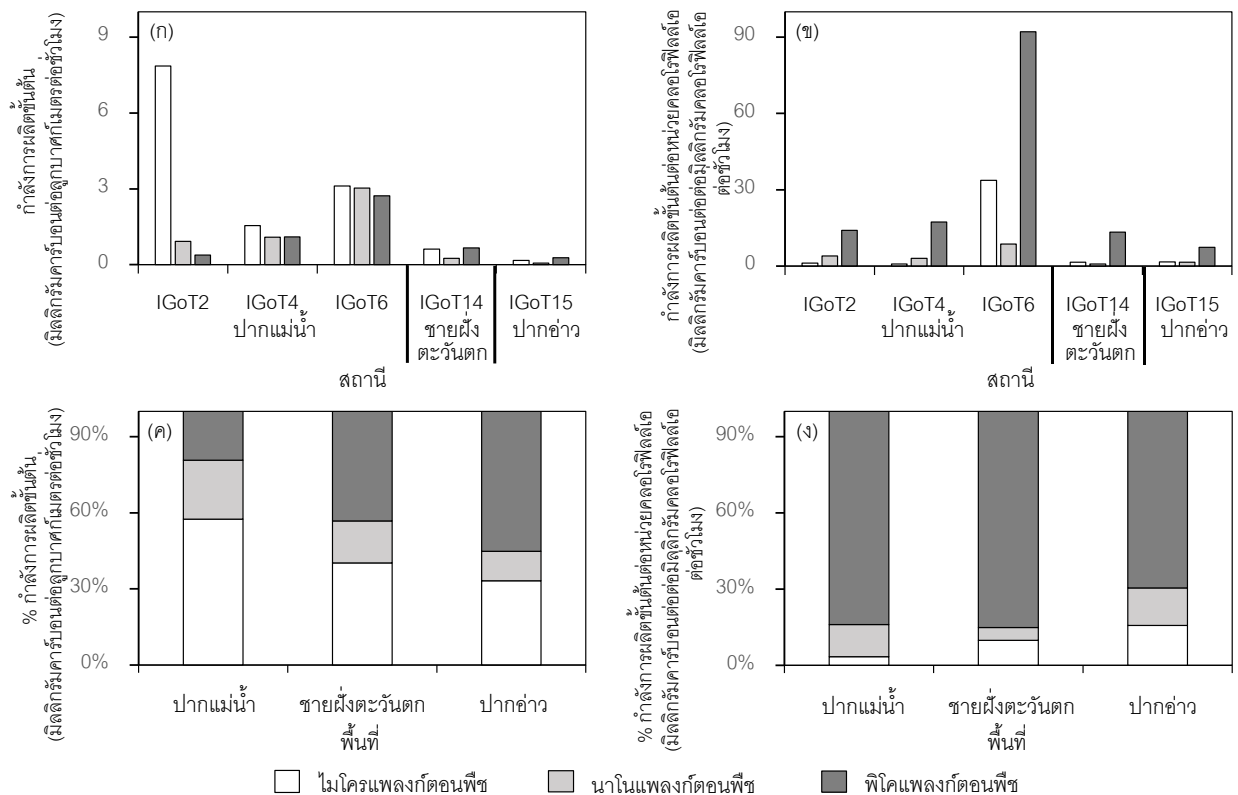 (ก)
กำลังการผลิตขั้นต้น
(มิลลิกรัมคาร์บอนต่อลูกบาศก์เมตรต่อชั่วโมง)
9
6
3
0
IGoT2 IGoT4 IGoT6 IGoT14 IGoT15
ปากแม่น้ำ ชายฝั่ง ปากอ่าว
ตะวันตก
สถานี
(ข)
กำลังการผลิตขั้นต้นต่อหน่วยคลอโรฟิลล์เอ
(มิลลิกรัมคาร์บอนต่อต่อมิลลิกรัมคลอโรฟิลล์เอ
ต่อชั่วโมง)
90
60
30
0
IGoT2 IGoT4 IGoT6 IGoT14 IGoT15
ปากแม่น้ำ ชายฝั่ง ปากอ่าว
ตะวันตก
สถานี
(ค)
% กำลังการผลิตขั้นต้น
(มิลลิกรัมคาร์บอนต่อลูกบาศก์เมตรต่อชั่วโมง)
90%
60%
30%
0%
ปากแม่น้ำ ชายฝั่งตะวันตก ปากอ่าว
พื้นที่
(ง)
% กำลังการผลิตขั้นต้นต่อหน่วยคลอโรฟิลล์เอ
(มิลลิกรัมคาร์บอนต่อต่อมิลลิกรัมคลอโรฟิลล์เอ
ต่อชั่วโมง)
90%
60%
30%
0%
ปากแม่น้ำ ชายฝั่งตะวันตก ปากอ่าว
พื้นที่
ไมโครแพลงก์ตอนพืช นาโนแพลงก์ตอนพืช พิโคแพลงก์ตอนพืช